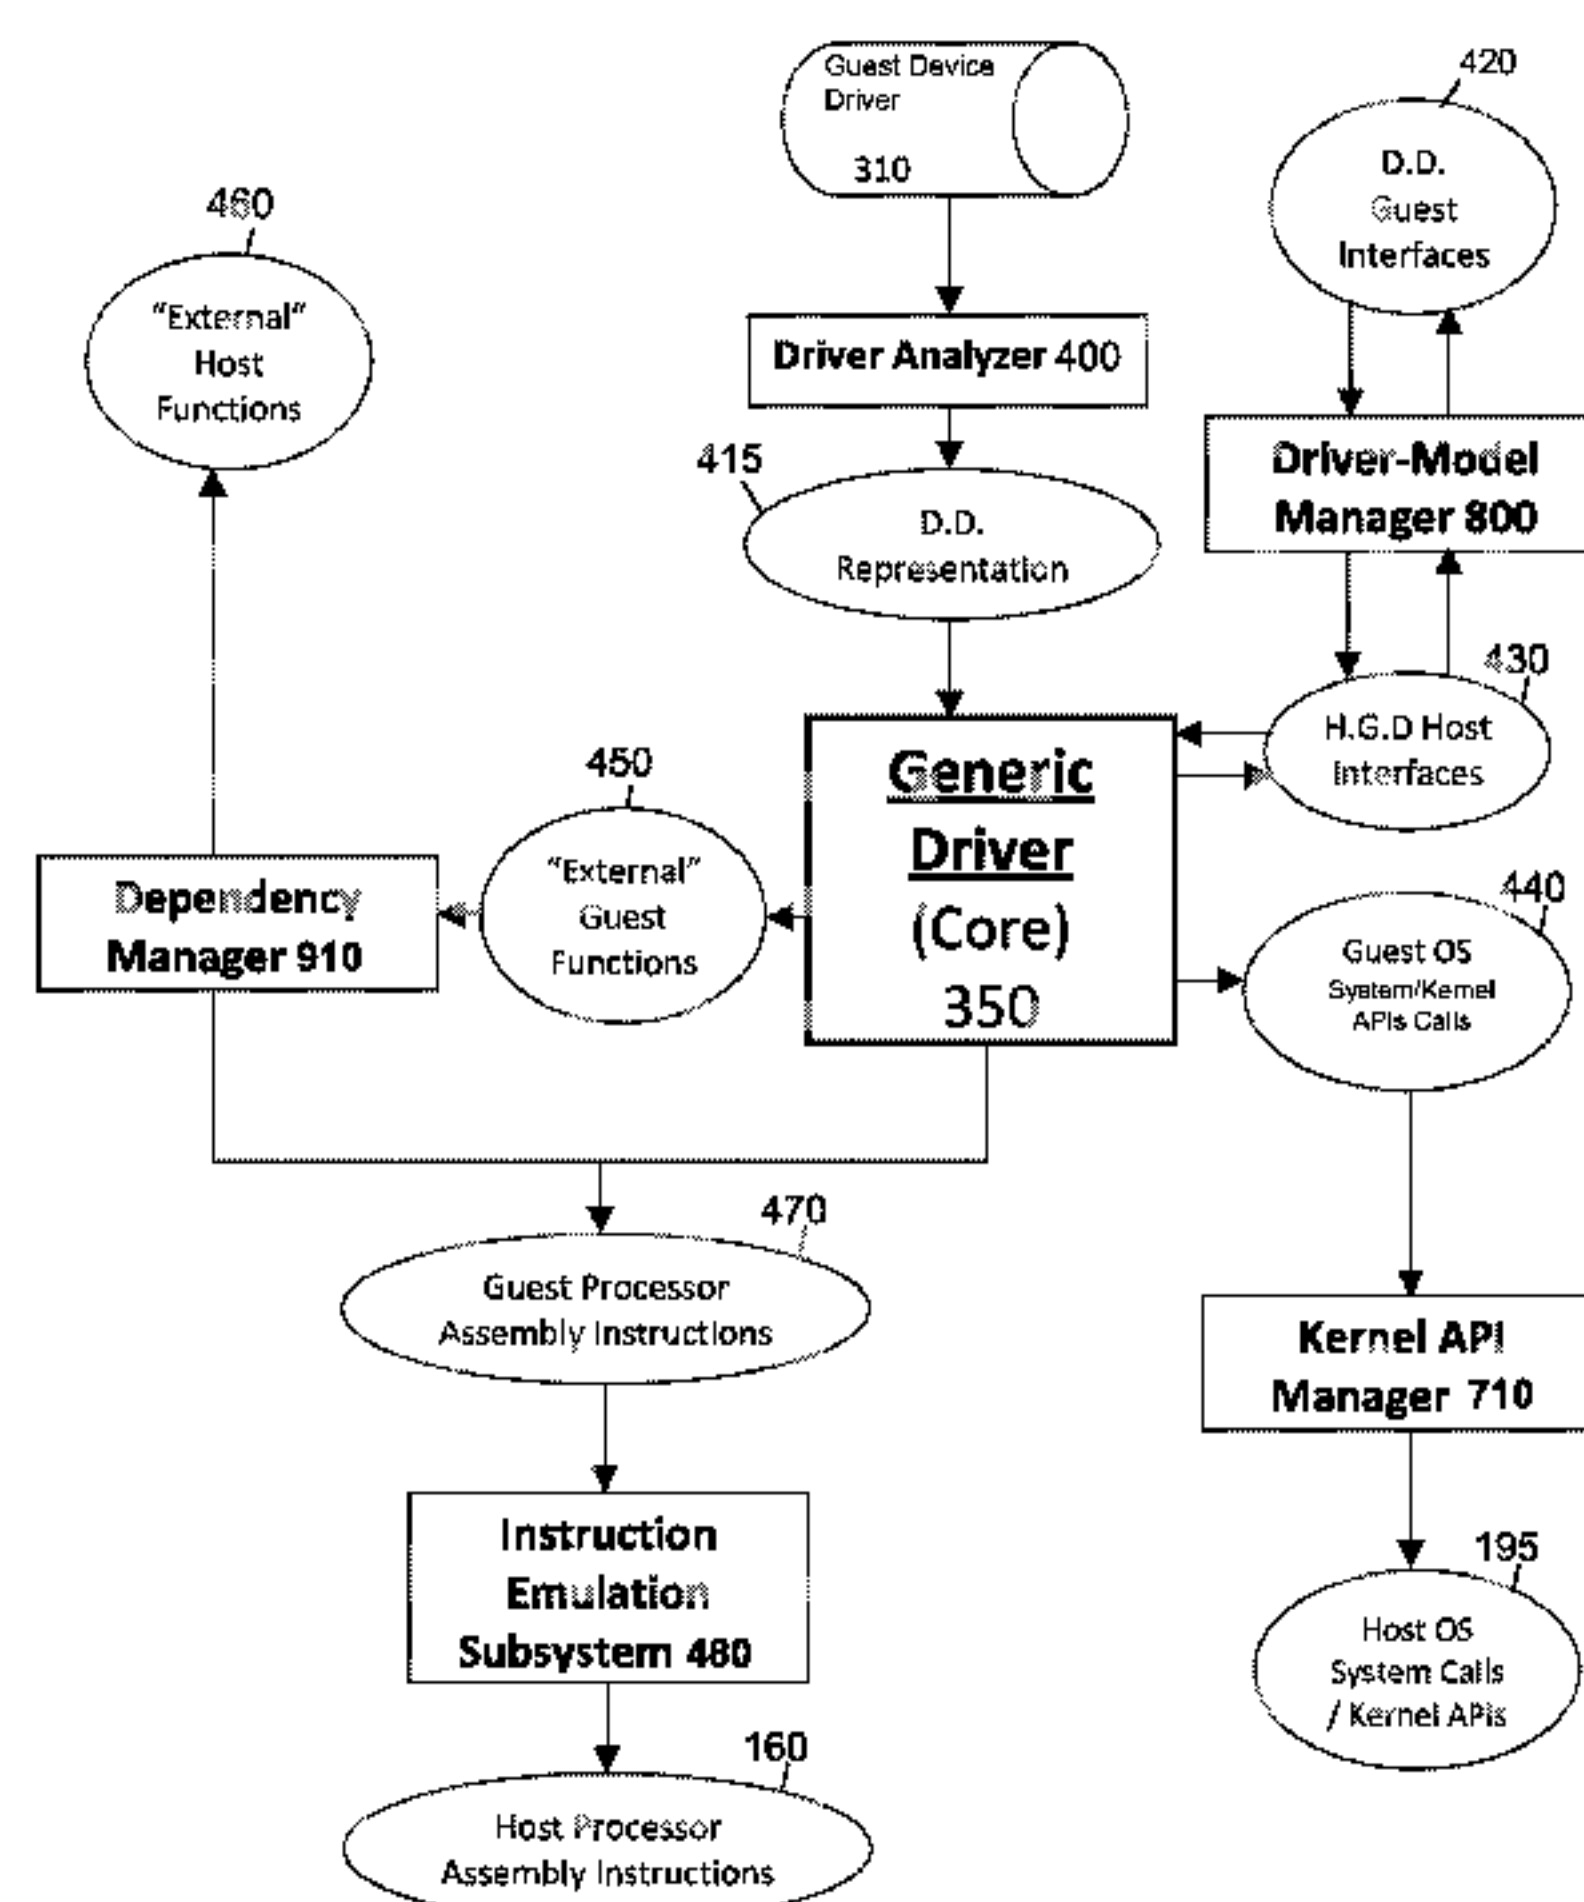 Guest Device
Driver
310
420
D.D.
Guest
Interfaces
460
"External"
Host
Functions
Driver Analyzer 400
415
D.D.
Representation
Driver-Model
Manager 800
430
H.G.D Host
Interfaces
450
"External"
Guest
Functions
Generic
Driver
(Core)
350
Dependency
Manager 910
440
Guest OS
System/Kernel
APIs Calls
470
Guest Processor
Assembly Instructions
Kernel API
Manager 710
Instruction
Emulation
Subsystem 480
195
Host OS
System Calls
/ Kernel APIs
160
Host Processor
Assembly Instructions